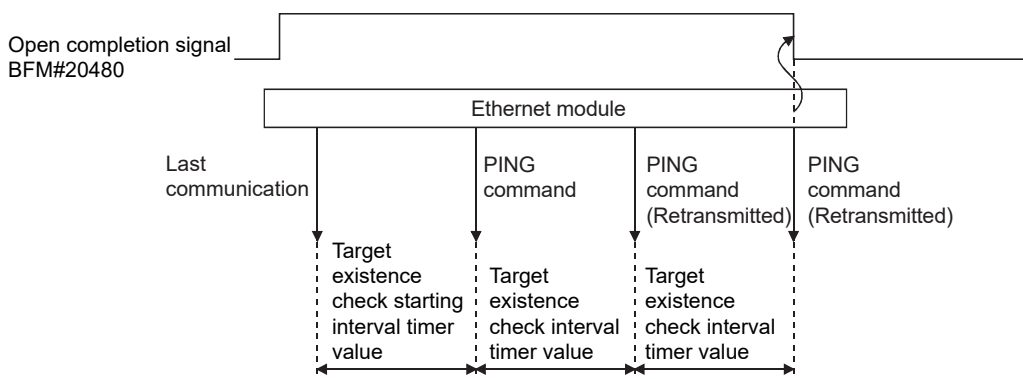 Open completion signal
BFM#20480
Ethernet module
Last
communication
PING
command
PING
command
(Retransmitted)
PING
command
(Retransmitted)
Target
existence
check starting
interval timer
value
Target
existence
check interval
timer value
Target
existence
check interval
timer value